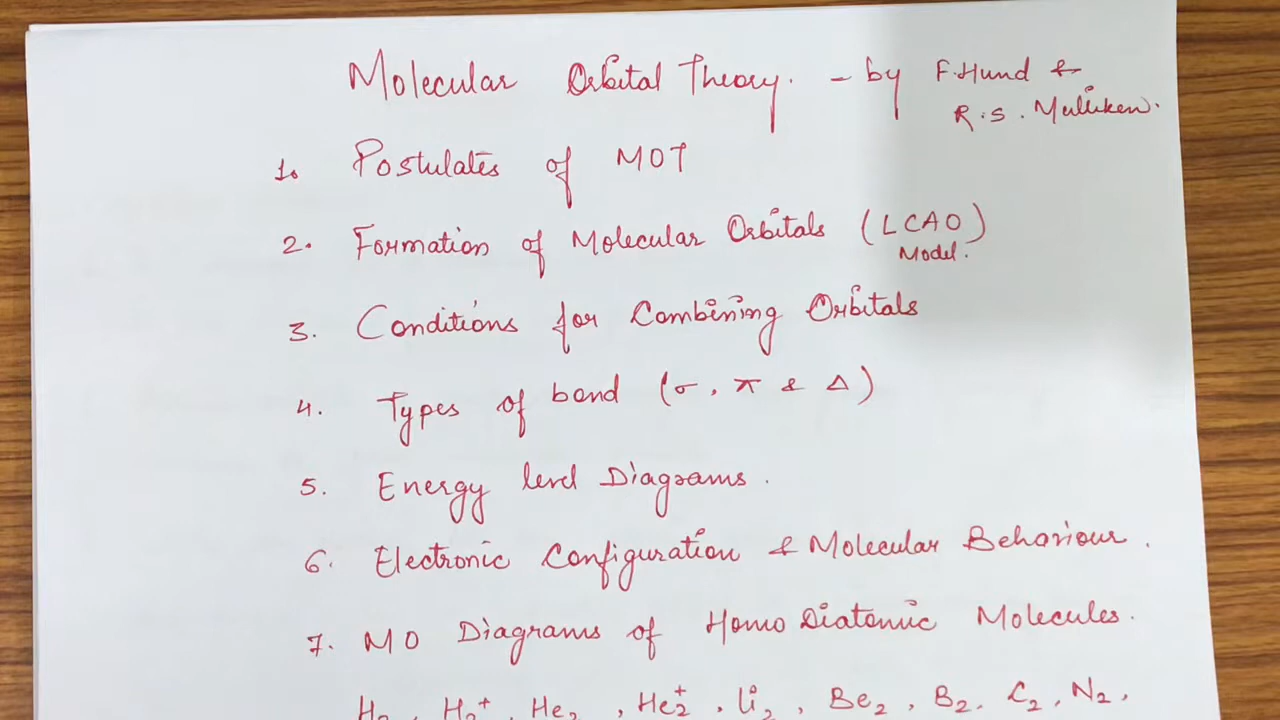 Molecular Orbital Theory. - by F.Hund &
R.S. Mulliken.
1. Postulates of MOT
2. Formation of Molecular Orbitals (LCAO)
Model.
3. Conditions for Combining Orbitals
4. Types of bond (σ, π & Δ)
5. Energy level Diagrams.
6. Electronic Configuration & Molecular Behaviour.
7. MO Diagrams of Homo Diatomic Molecules.
H₂, H₂⁺, He₂, He₂⁺, Li₂, Be₂, B₂, C₂, N₂,